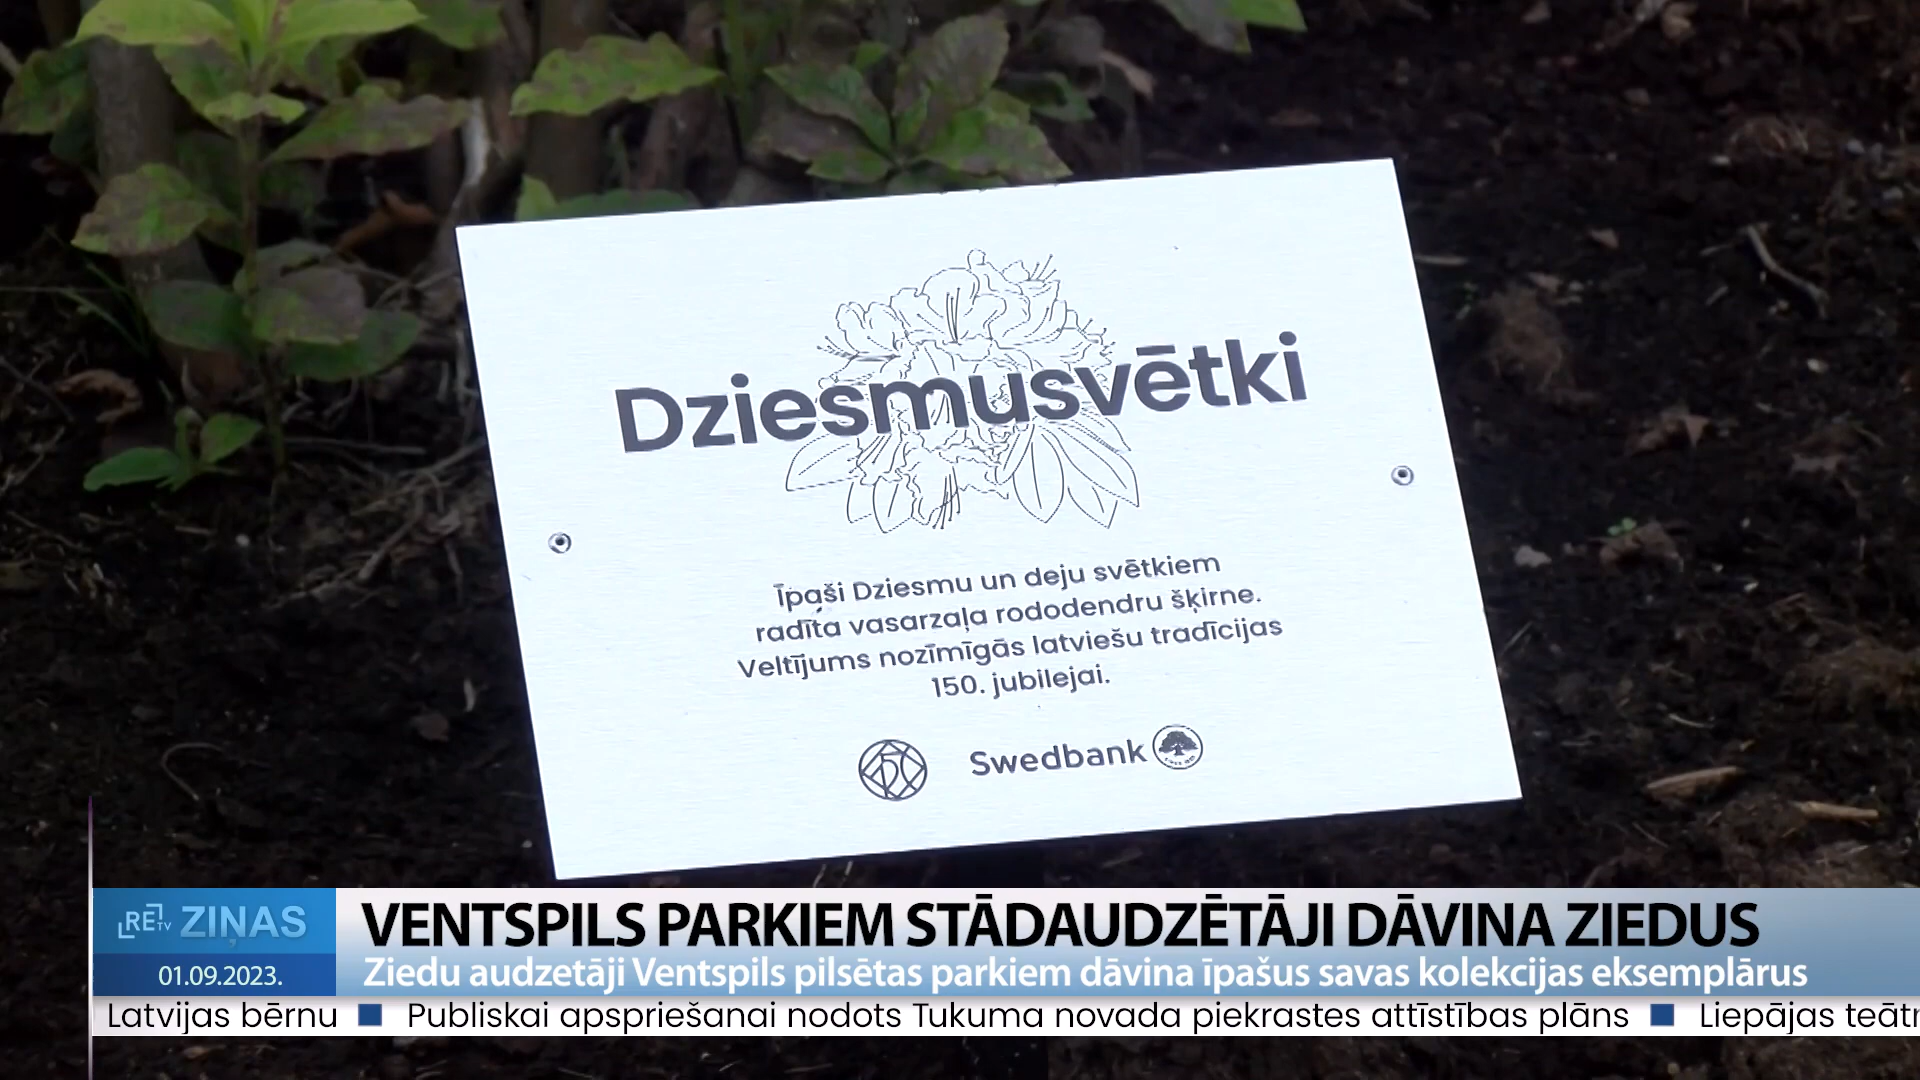 Dziesmusvētki
Īpaši Dziesmu un deju svētkiem
radīta vasarzaļa rododendru šķirne.
Veltījums nozīmīgās latviešu tradīcijas
150. jubilejai.
Swedbank
RE TV ZIŅAS
01.09.2023.
VENTSPILS PARKIEM STĀDAUDZĒTĀJI DĀVINA ZIEDUS
Ziedu audzetāji Ventspils pilsētas parkiem dāvina īpašus savas kolekcijas eksemplārus
Latvijas bērnu ■ Publiskai apspriešanai nodots Tukuma novada piekrastes attīstības plāns ■ Liepājas teātr